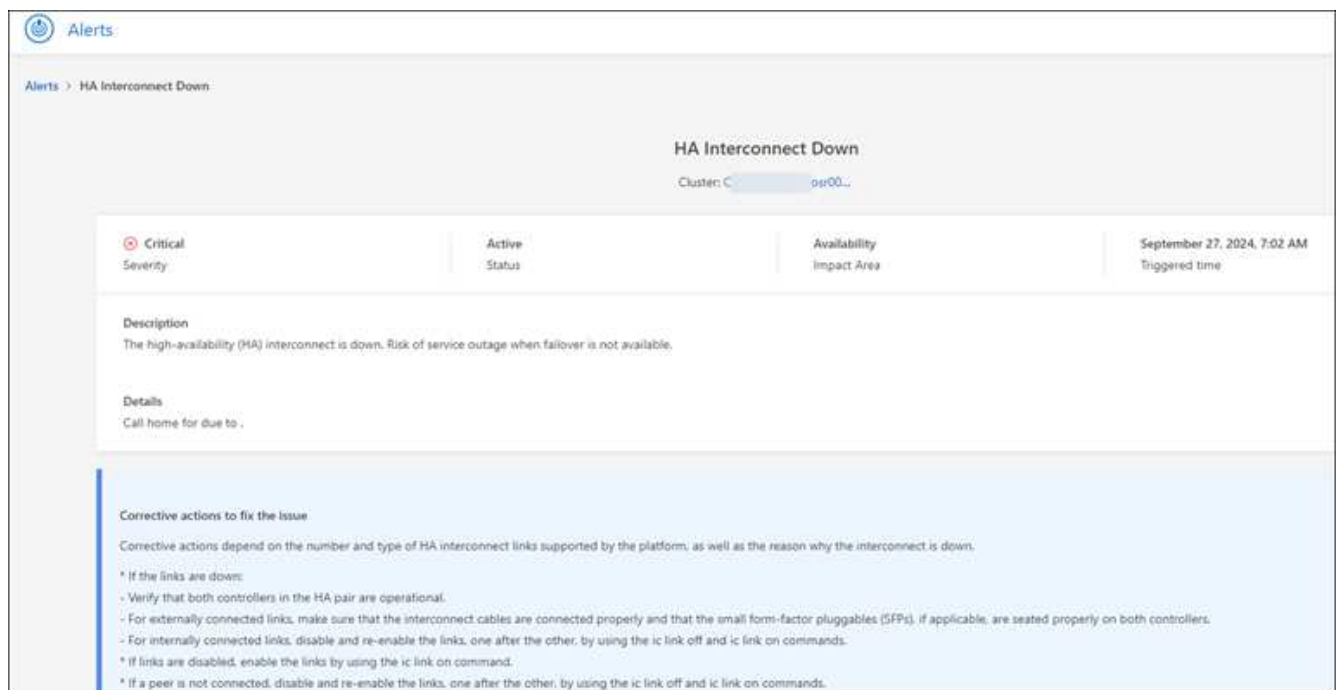 Alerts
Alerts > HA Interconnect Down
HA Interconnect Down
Cluster: C osr00...
Critical
Severity
Active
Status
Availability
Impact Area
September 27, 2024, 7:02 AM
Triggered time
Description
The high-availability (HA) interconnect is down. Risk of service outage when failover is not available.
Details
Call home for due to .
Corrective actions to fix the issue
Corrective actions depend on the number and type of HA interconnect links supported by the platform, as well as the reason why the interconnect is down.
* If the links are down:
- Verify that both controllers in the HA pair are operational.
- For externally connected links, make sure that the interconnect cables are connected properly and that the small form-factor pluggables (SFPs), if applicable, are seated properly on both controllers.
- For internally connected links, disable and re-enable the links, one after the other, by using the ic link off and ic link on commands.
* If links are disabled, enable the links by using the ic link on command.
* If a peer is not connected, disable and re-enable the links, one after the other, by using the ic link off and ic link on commands.